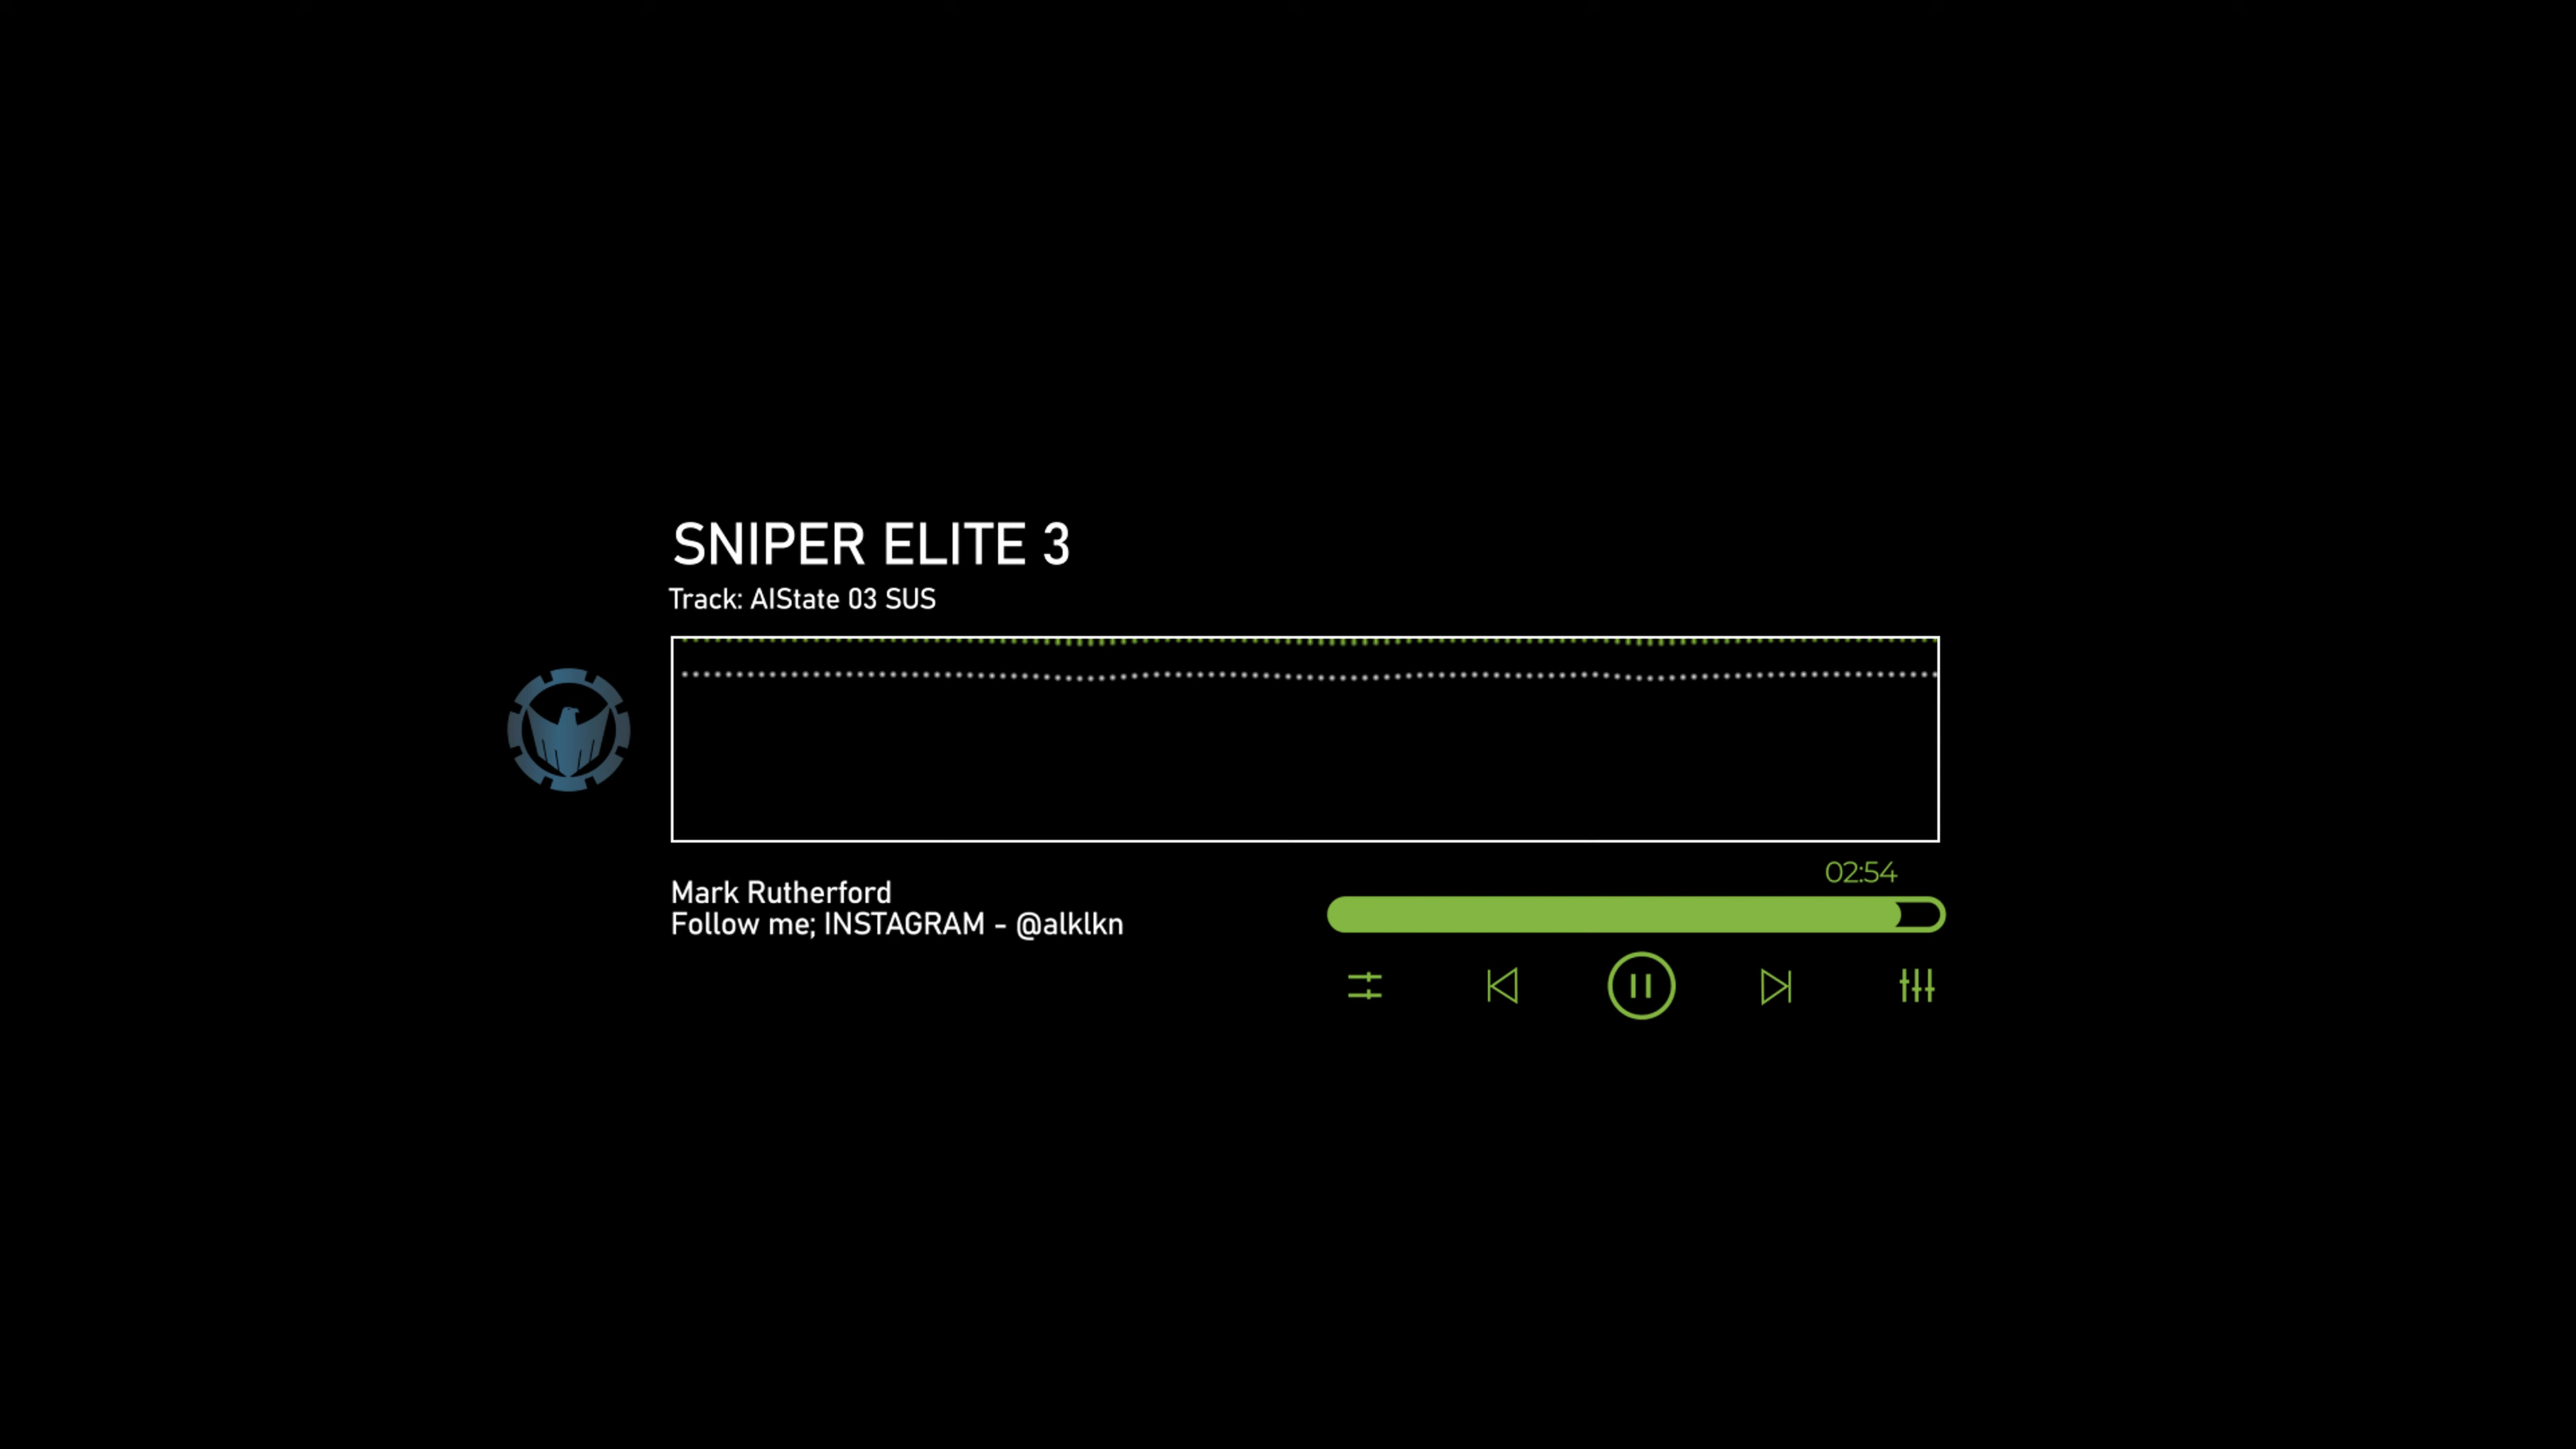 SNIPER ELITE 3
Track: AIState 03 SUS
Mark Rutherford
Follow me; INSTAGRAM - @alklkn
02:54